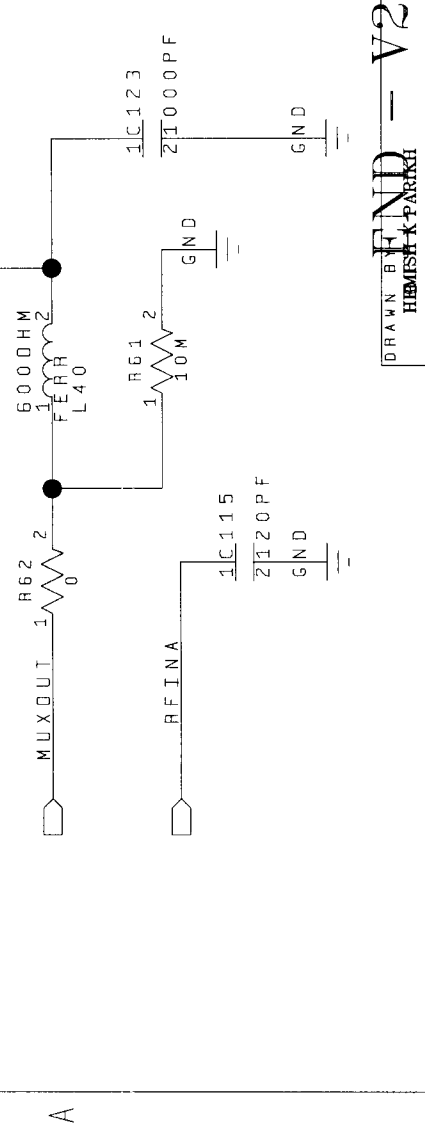 MUXOUT
1
R62
2
0
600OHM
1
2
FERR
L40
1
R61
2
10M
GND
1C123
21000PF
GND
RFINA
1C115
2120PF
GND
DRAWN BY
END - V2
K PARIKH
A